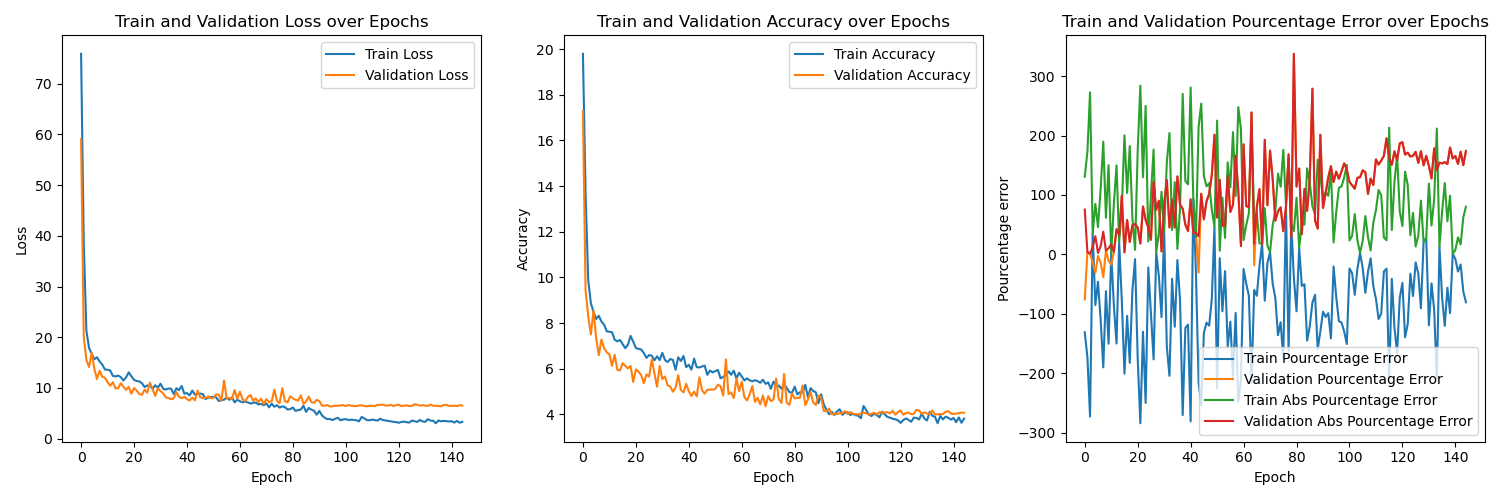 Train and Validation Loss over Epochs
Train Loss
Validation Loss
70
60
50
40
30
20
10
0
Loss
0 20 40 60 80 100 120 140
Epoch
Train and Validation Accuracy over Epochs
Train Accuracy
Validation Accuracy
20
18
16
14
12
10
8
6
4
Accuracy
0 20 40 60 80 100 120 140
Epoch
Train and Validation Pourcentage Error over Epochs
300
200
100
0
−100
−200
−300
Pourcentage error
Train Pourcentage Error
Validation Pourcentage Error
Train Abs Pourcentage Error
Validation Abs Pourcentage Error
0 20 40 60 80 100 120 140
Epoch